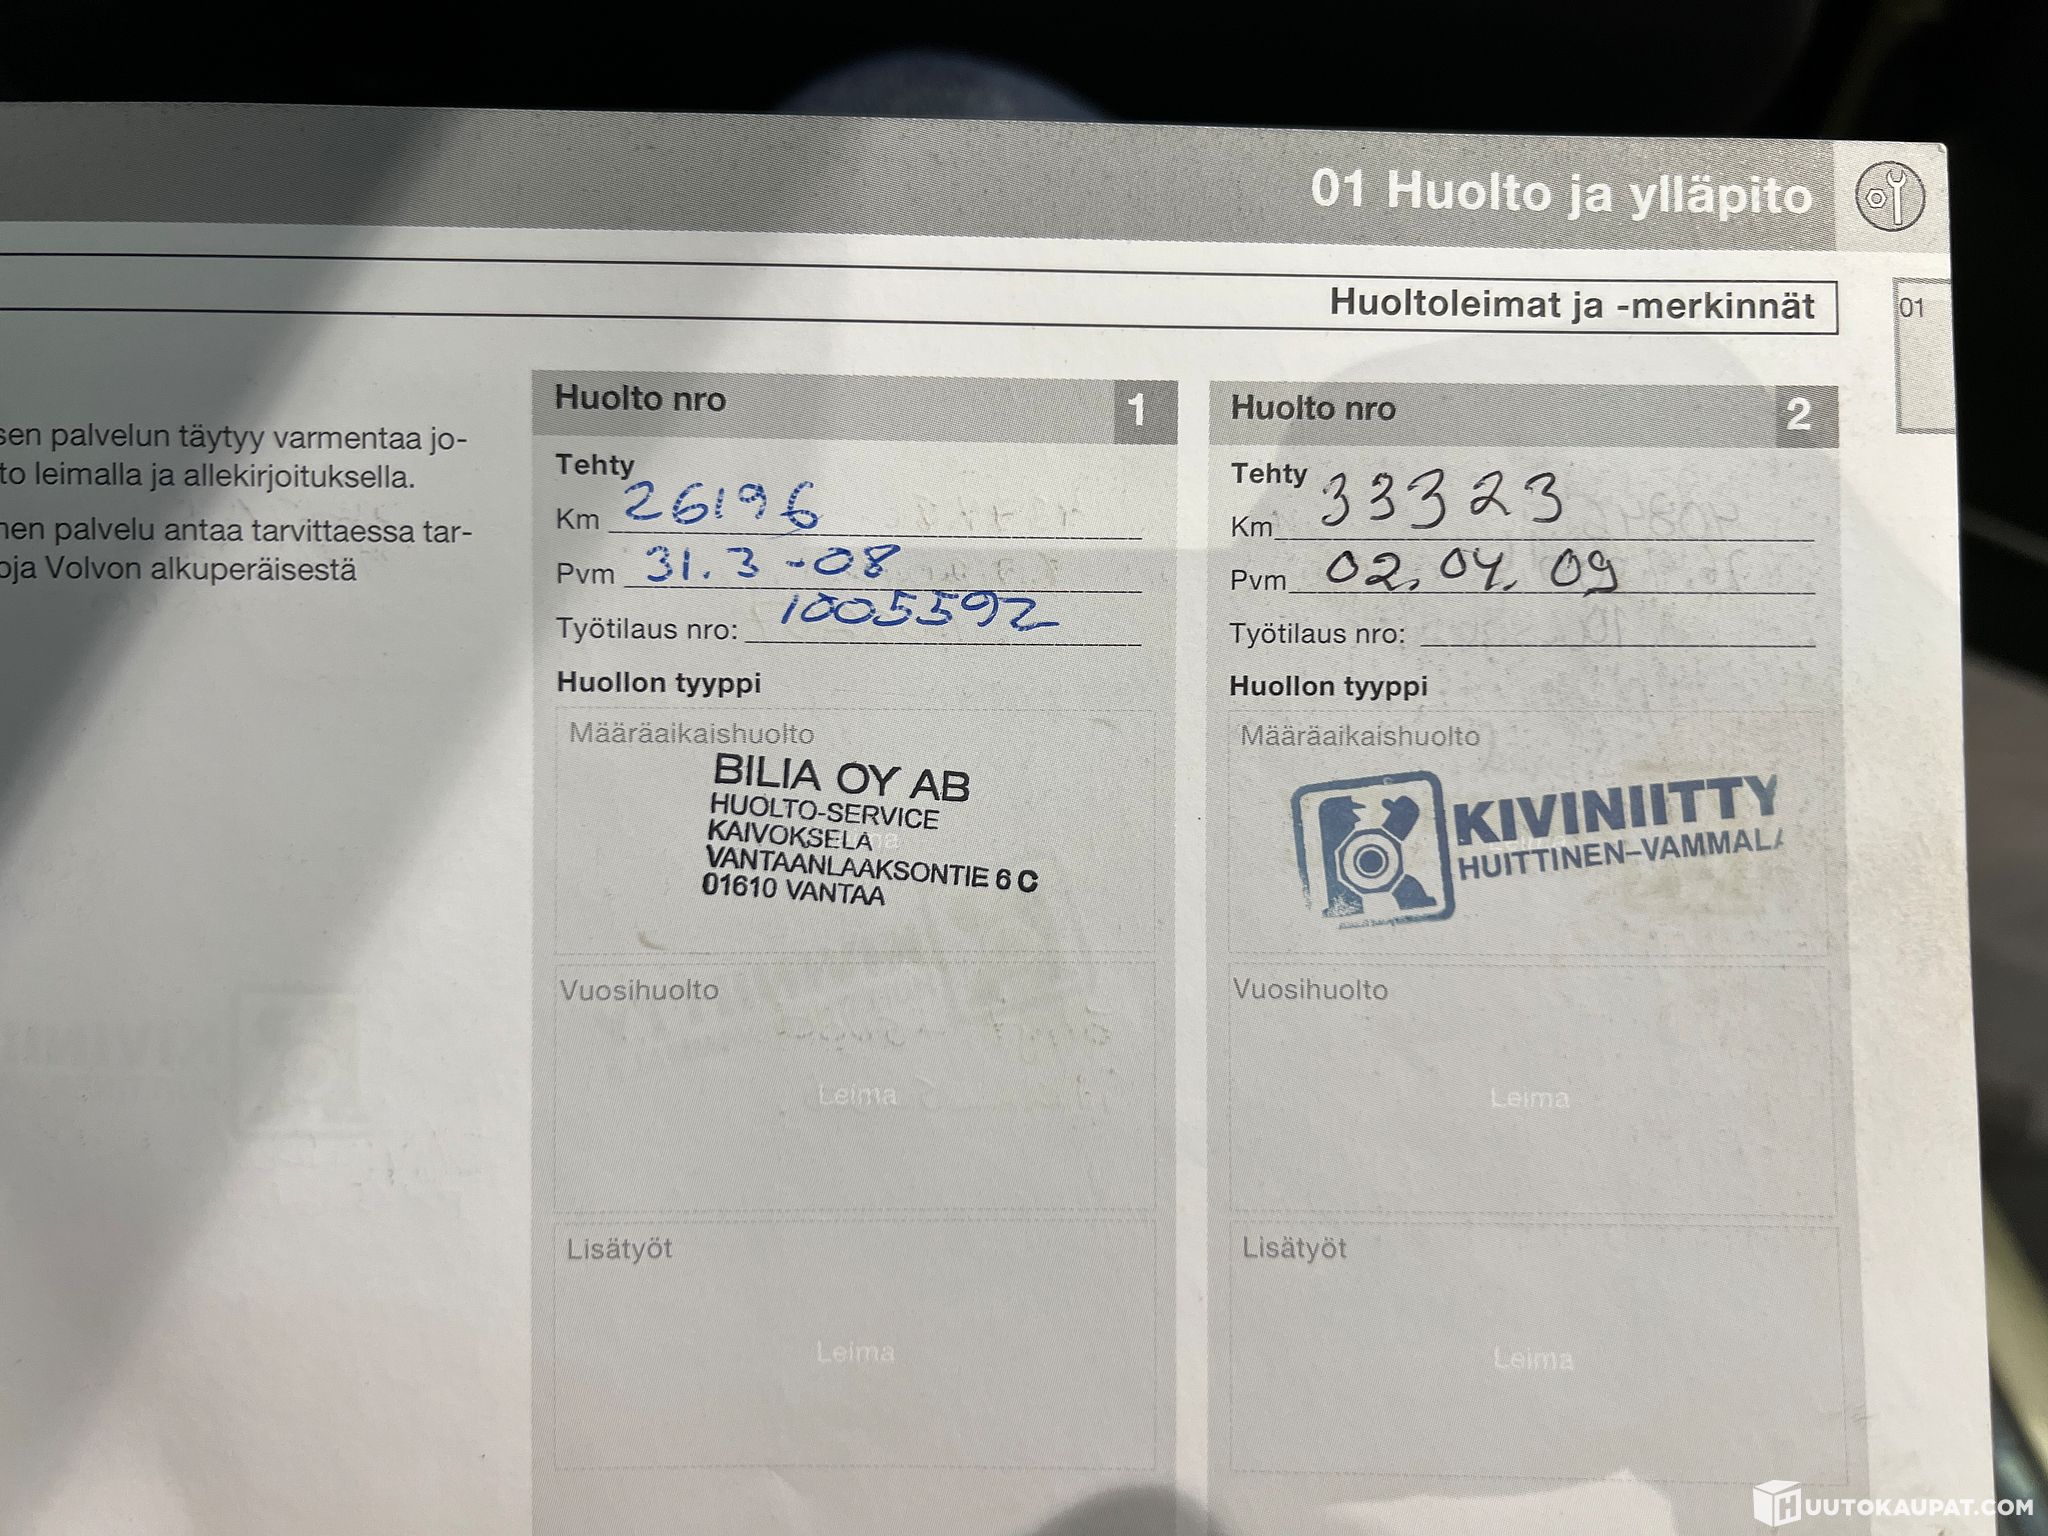 01 Huolto ja ylläpito
Huoltoleimat ja -merkinnät
01
sen palvelun täytyy varmentaa jo-
to leimalla ja allekirjoituksella.
nen palvelu antaa tarvittaessa tar-
oja Volvon alkuperäisestä
Huolto nro 1
Tehty
Km 26196
Pvm 31.3-08
Työtilaus nro: 1005592
Huollon tyyppi
Määräaikaishuolto
BILIA OY AB
HUOLTO-SERVICE
KAIVOKSELA
VANTAANLAAKSONTIE 6 C
01610 VANTAA
Vuosihuolto
Leima
Lisätyöt
Leima
Huolto nro 2
Tehty
Km 33323
Pvm 02.04.09
Työtilaus nro:
Huollon tyyppi
Määräaikaishuolto
KIVINIITTY
HUITTINEN-VAMMALA
Vuosihuolto
Leima
Lisätyöt
Leima
HUUTOKAUPAT.COM